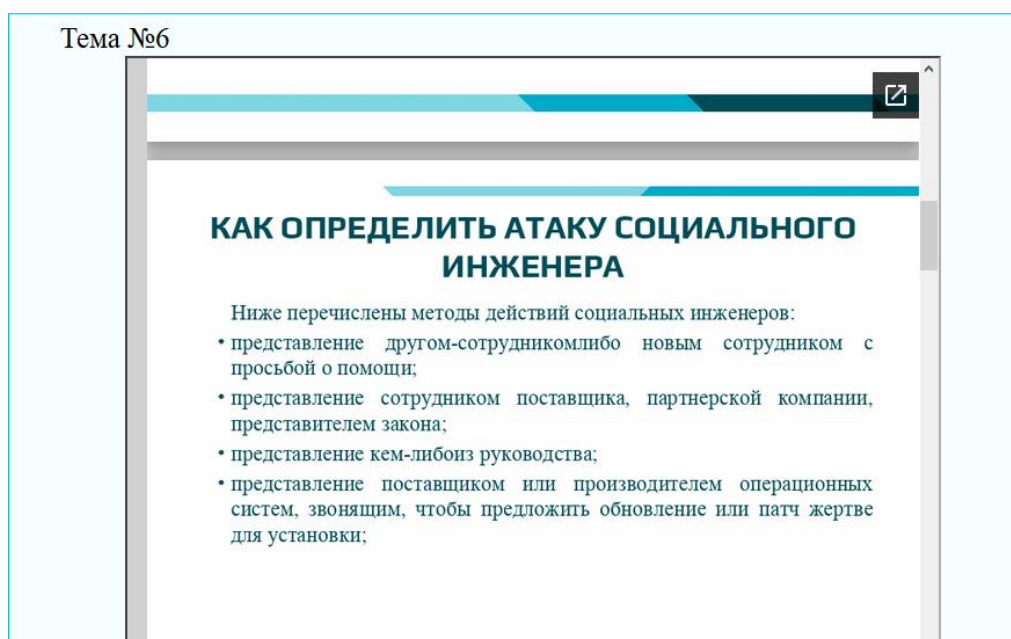 Тема №6
КАК ОПРЕДЕЛИТЬ АТАКУ СОЦИАЛЬНОГО
ИНЖЕНЕРА
Ниже перечислены методы действий социальных инженеров:
• представление другом-сотрудникомлибо новым сотрудником с
просьбой о помощи;
• представление сотрудником поставщика, партнерской компании,
представителем закона;
• представление кем-либоиз руководства;
• представление поставщиком или производителем операционных
систем, звонящим, чтобы предложить обновление или патч жертве
для установки;